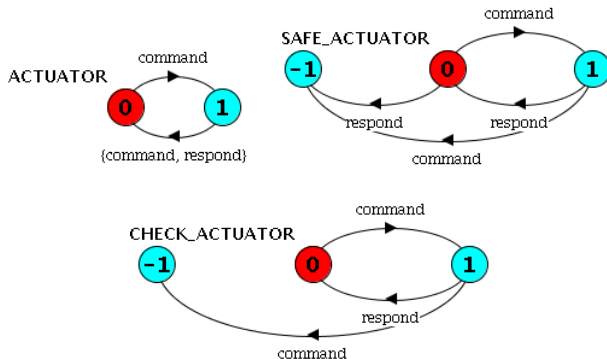 command
SAFE_ACTUATOR
ACTUATOR
command
-1
0
1
0
1
respond
respond
{command, respond}
command
command
CHECK_ACTUATOR
-1
0
1
respond
command